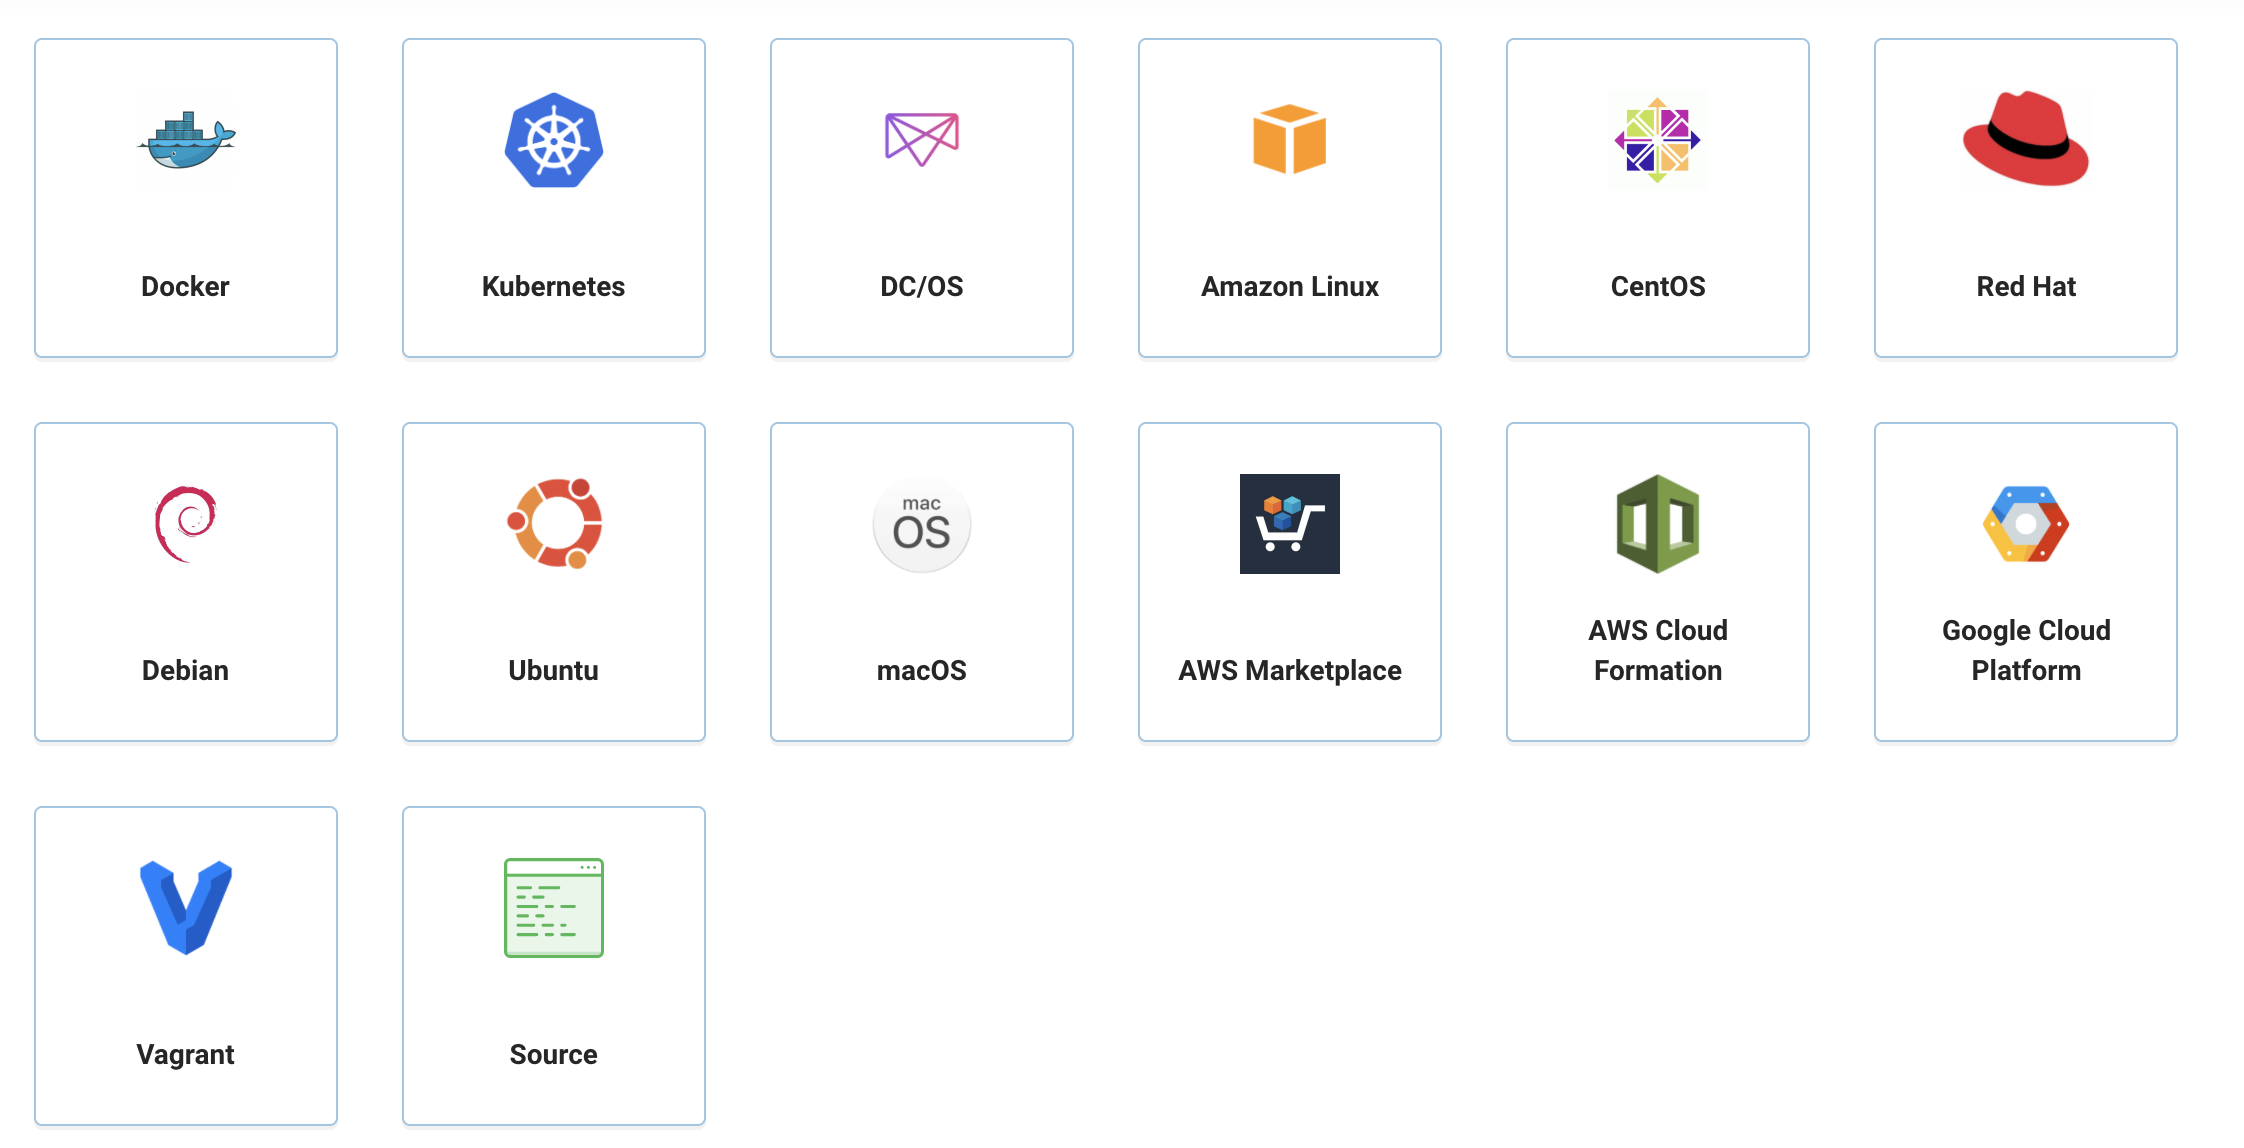 Docker
Kubernetes
DC/OS
Amazon Linux
CentOS
Red Hat
Debian
Ubuntu
mac
OS
macOS
AWS Marketplace
AWS Cloud
Formation
Google Cloud
Platform
Vagrant
Source